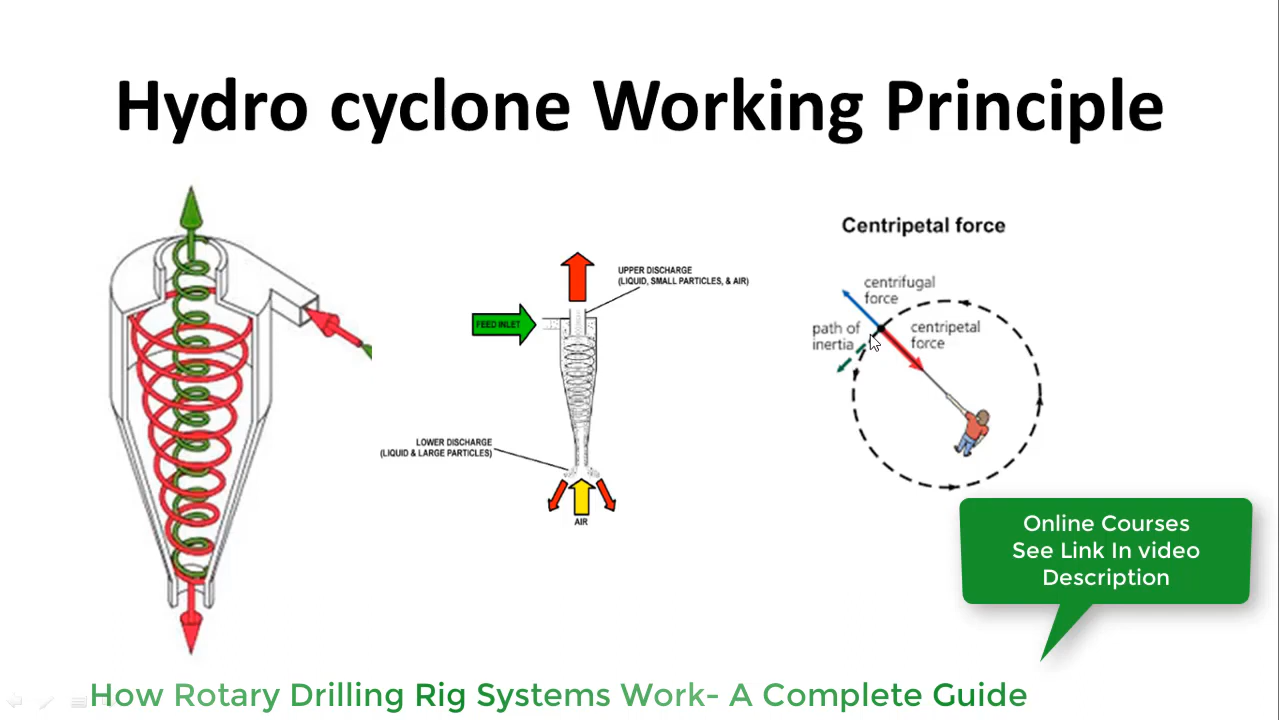 Hydro cyclone Working Principle
Centripetal force
UPPER DISCHARGE
(LIQUID, SMALL PARTICLES, & AIR)
FEED INLET
LOWER DISCHARGE
(LIQUID & LARGE PARTICLES)
AIR
centrifugal
force
path of
inertia
centripetal
force
Online Courses
See Link In video
Description
How Rotary Drilling Rig Systems Work- A Complete Guide